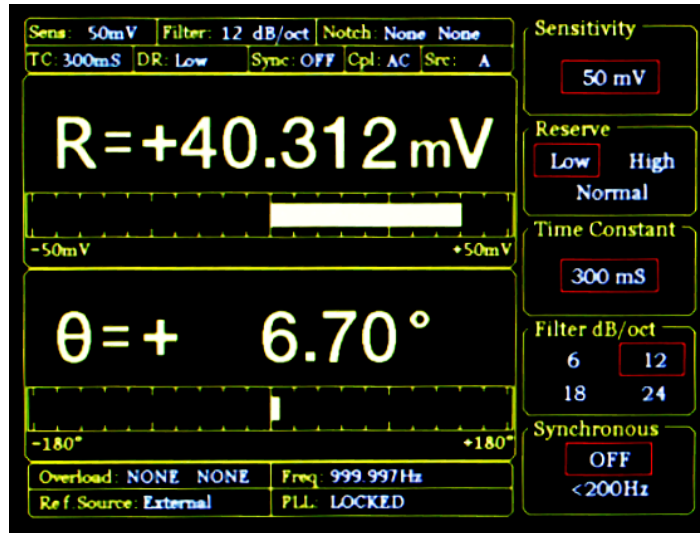 Sens: 50mV Filter: 12 dB/oct Notch: None None
TC: 300mS DR: Low Sync: OFF Cpl: AC Src: A
R=+40.312 mV
-50mV +50mV
θ=+ 6.70°
-180° +180°
Overload: NONE NONE Freq: 999.997Hz
Ref.Source: External PLL: LOCKED
Sensitivity
50 mV
Reserve
Low High
Normal
Time Constant
300 mS
Filter dB/oct
6 12
18 24
Synchronous
OFF
<200Hz